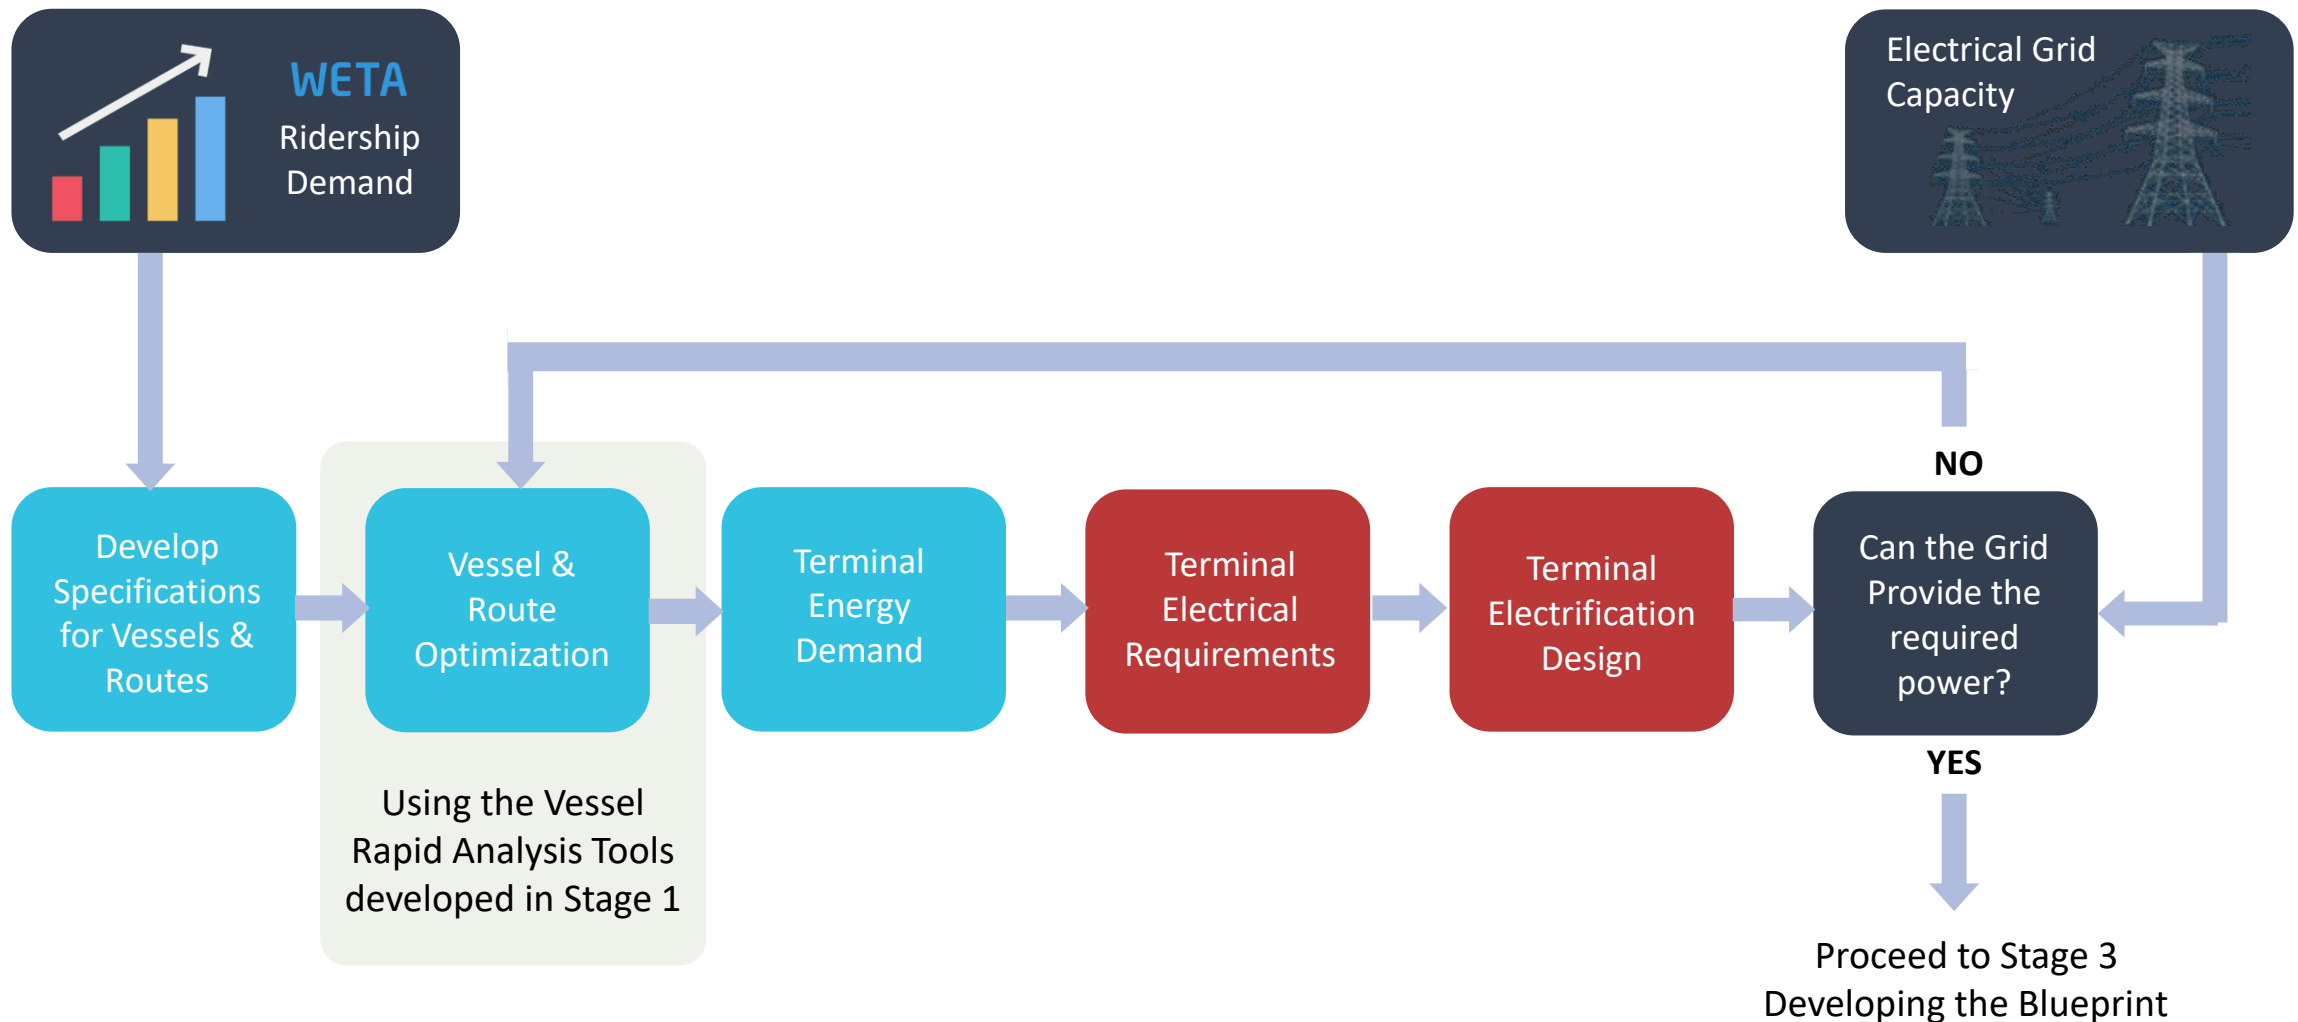 WETA
Ridership
Demand
Electrical Grid
Capacity
NO
Develop
Specifications
for Vessels &
Routes
Vessel &
Route
Optimization
Terminal
Energy
Demand
Terminal
Electrical
Requirements
Terminal
Electrification
Design
Can the Grid
Provide the
required
power?
YES
Using the Vessel
Rapid Analysis Tools
developed in Stage 1
Proceed to Stage 3
Developing the Blueprint